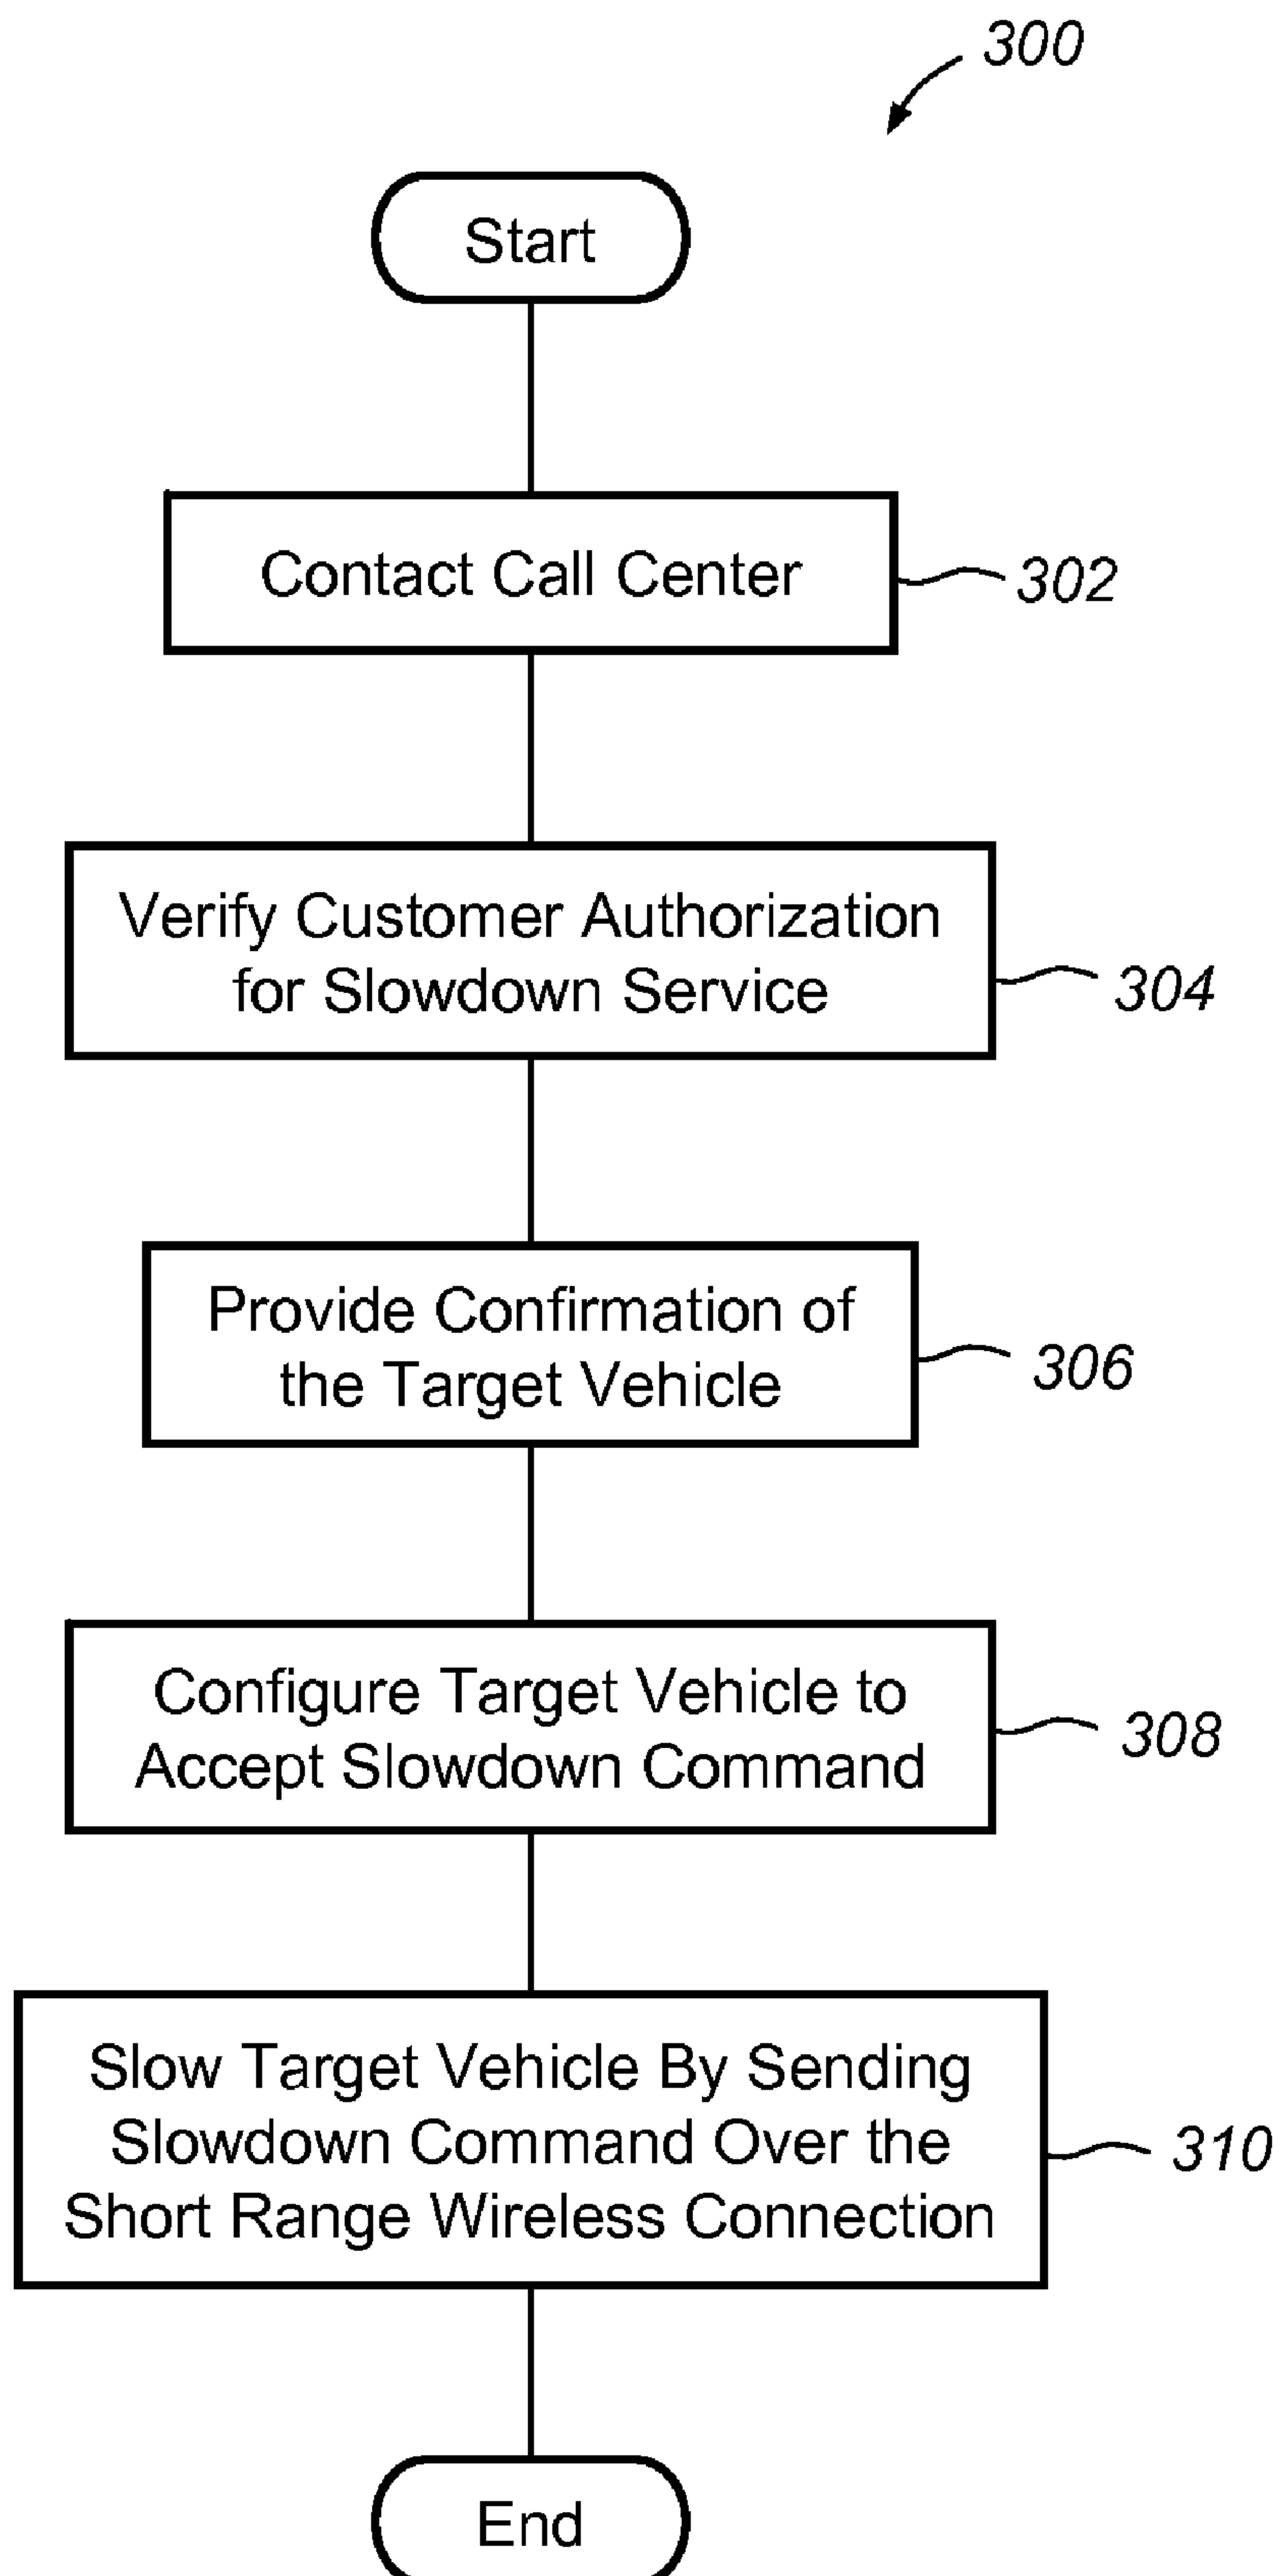 300
Start
Contact Call Center
302
Verify Customer Authorization
for Slowdown Service
304
Provide Confirmation of
the Target Vehicle
306
Configure Target Vehicle to
Accept Slowdown Command
308
Slow Target Vehicle By Sending
Slowdown Command Over the
Short Range Wireless Connection
310
End